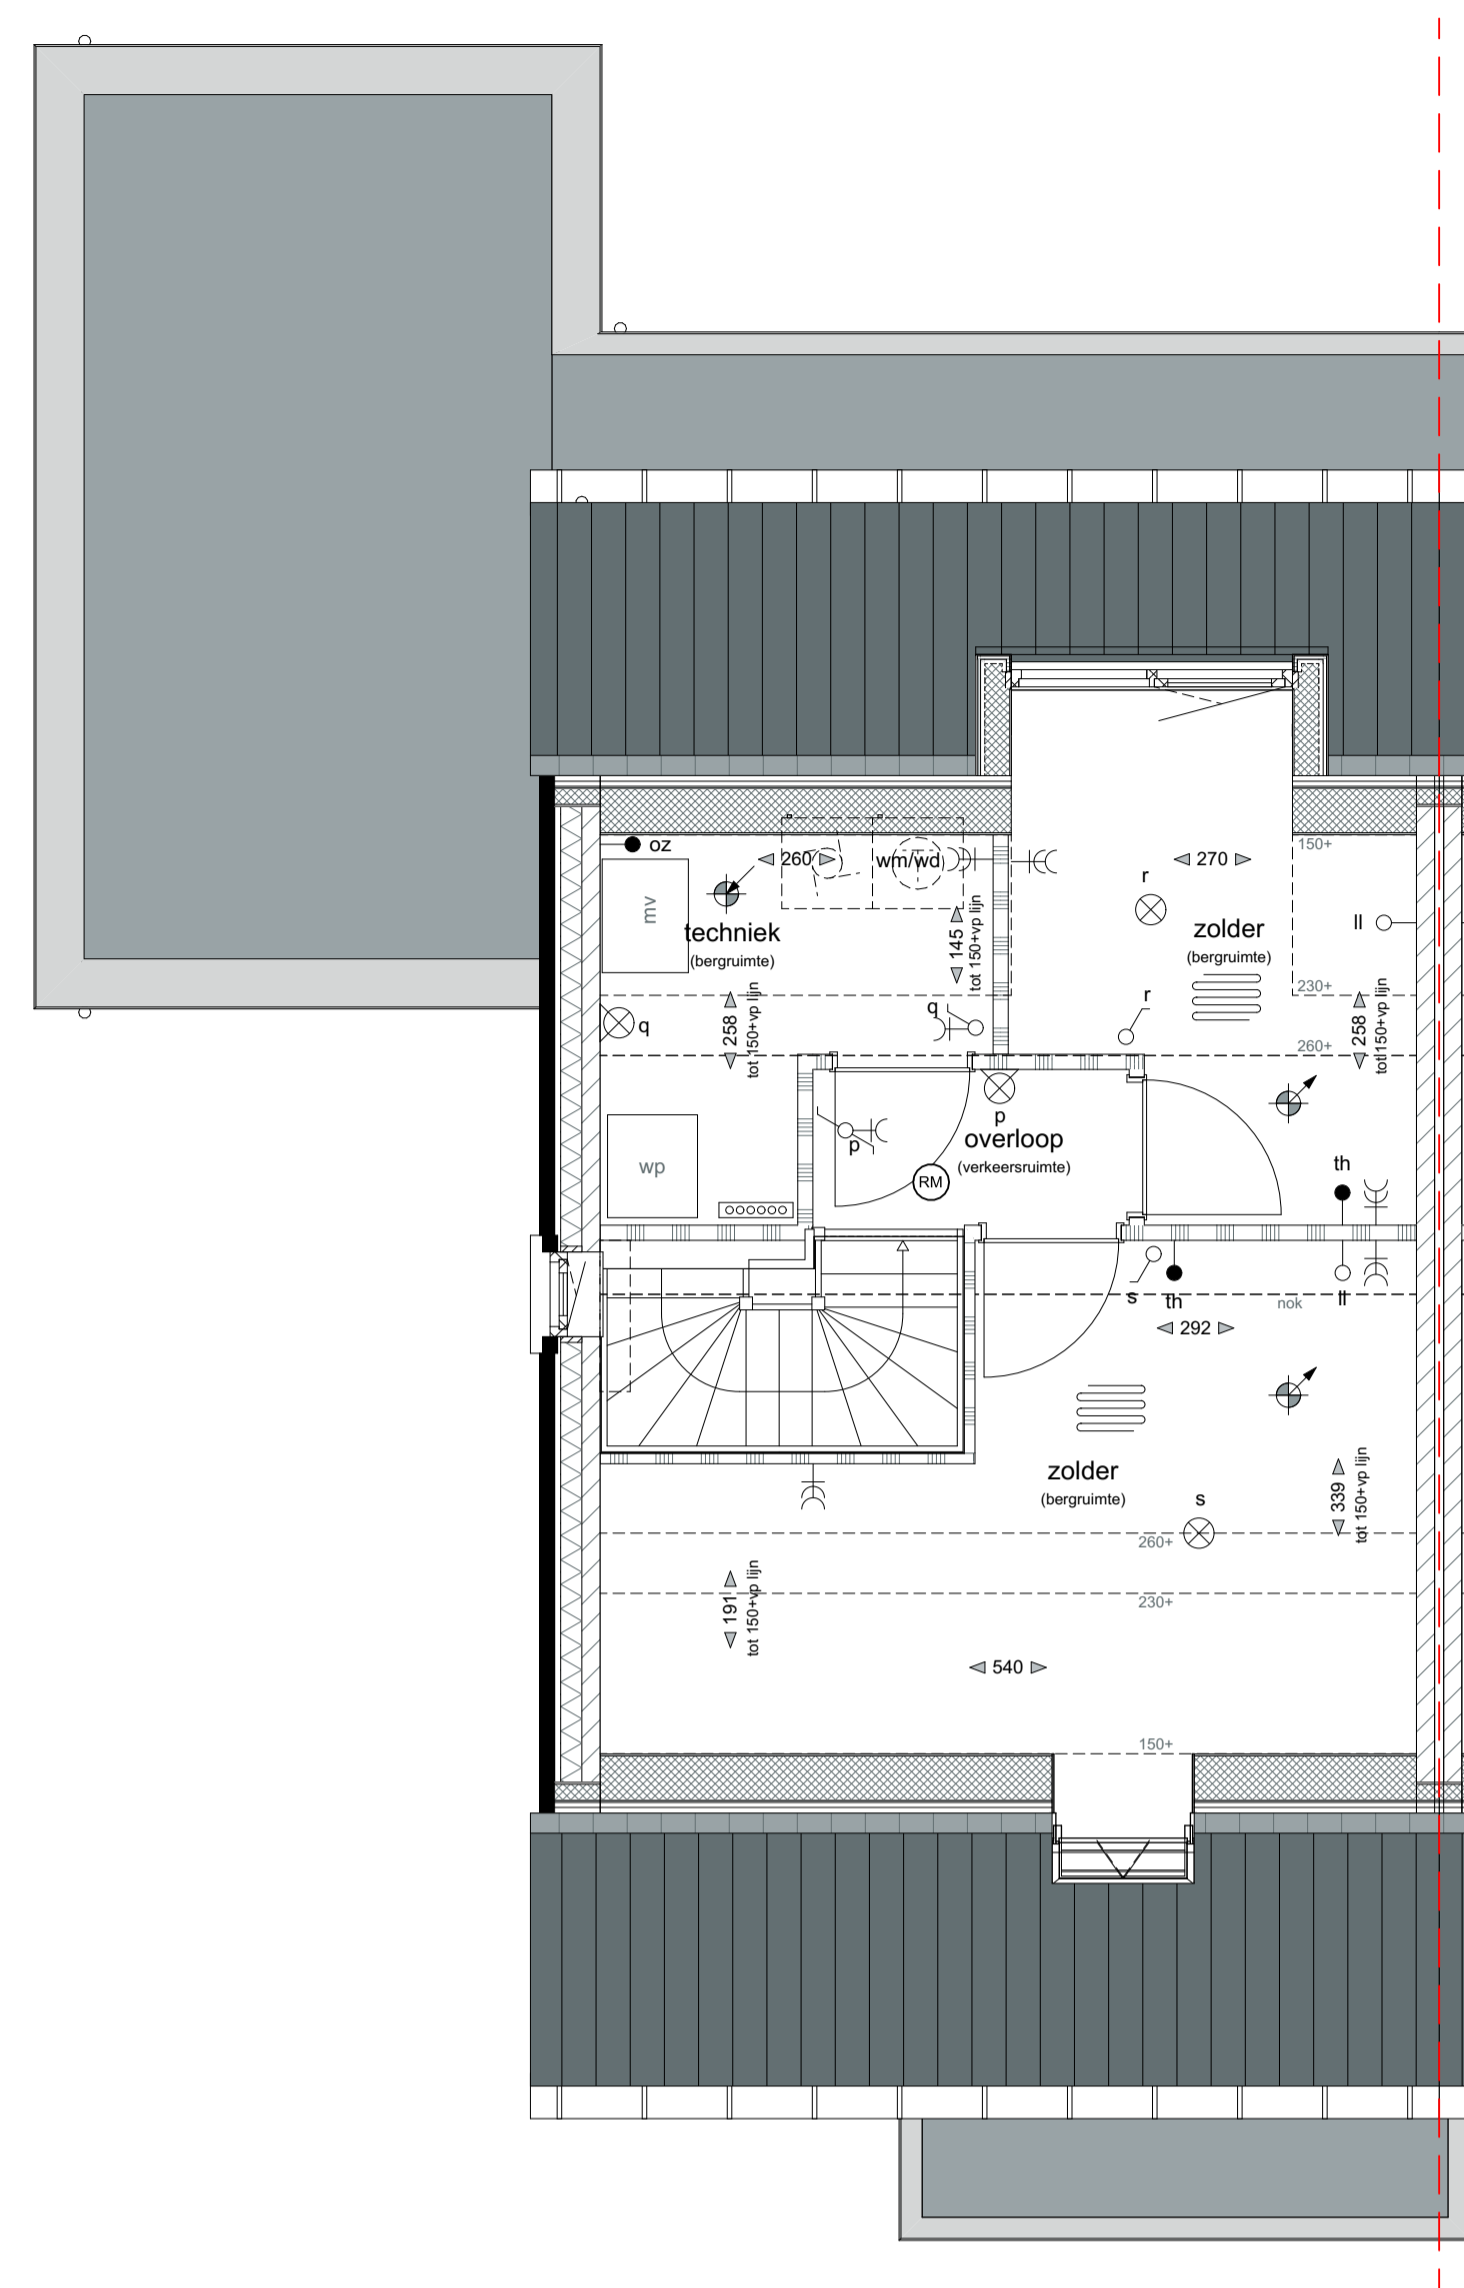 oz
150+
260
wm/wd
270
r
mv
ll
techniek
(bergruimte)
145
tot 150+vp lijn
zolder
(bergruimte)
230+
r
q
q
258
tot 150+vp lijn
258
tot 150+vp lijn
260+
p
p
overloop
(verkeersruimte)
wp
RM
th
s
th
nok
ll
292
zolder
(bergruimte)
s
339
tot 150+vp lijn
260+
191
tot 150+vp lijn
230+
540
150+